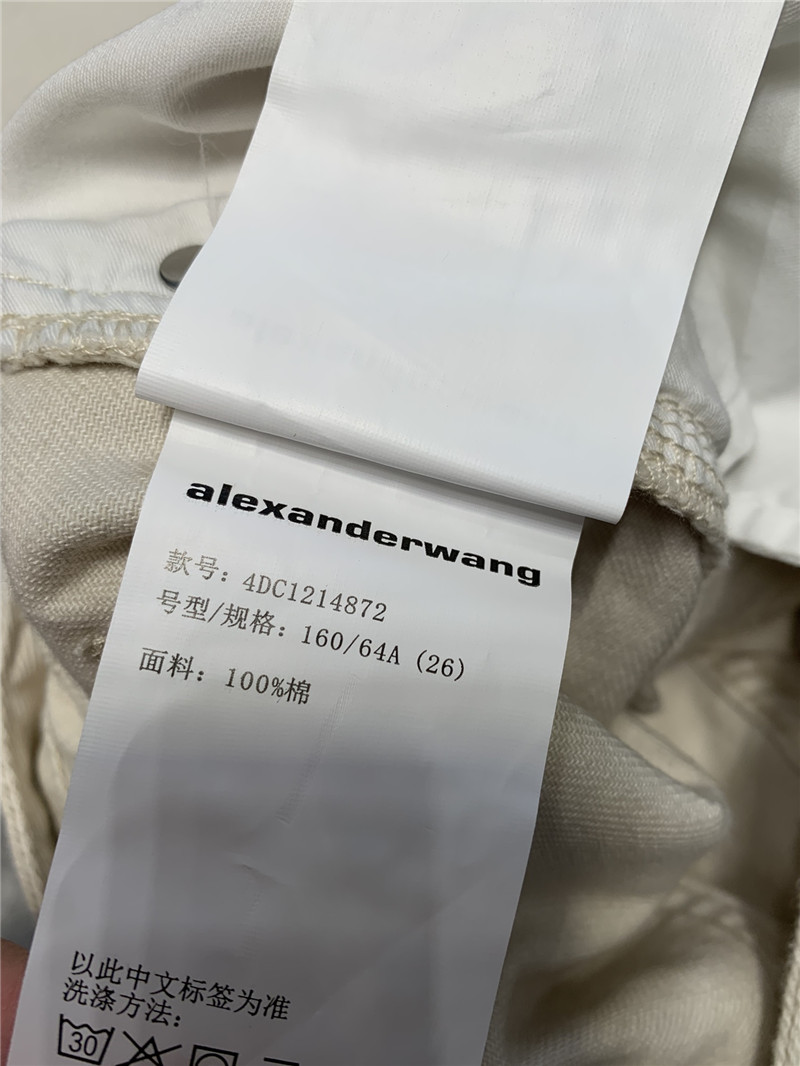 alexanderwang
款号：4DC1214872
号型/规格：160/64A (26)
面料：100%棉
以此中文标签为准
洗涤方法：
30